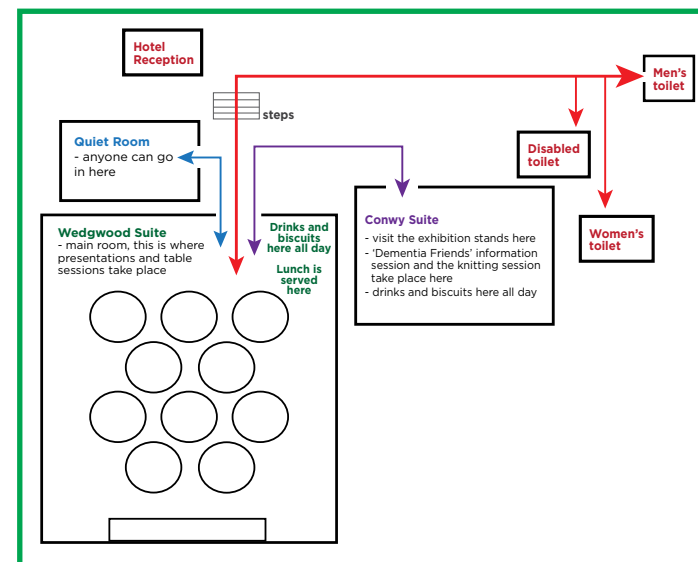 Hotel
Reception
Men’s
toilet
steps
Quiet Room
- anyone can go
in here
Disabled
toilet
Women’s
toilet
Wedgwood Suite
- main room, this is where
presentations and table
sessions take place
Drinks and
biscuits
here all day
Lunch is
served
here
Conwy Suite
- visit the exhibition stands here
- ‘Dementia Friends’ information
session and the knitting session
take place here
- drinks and biscuits here all day